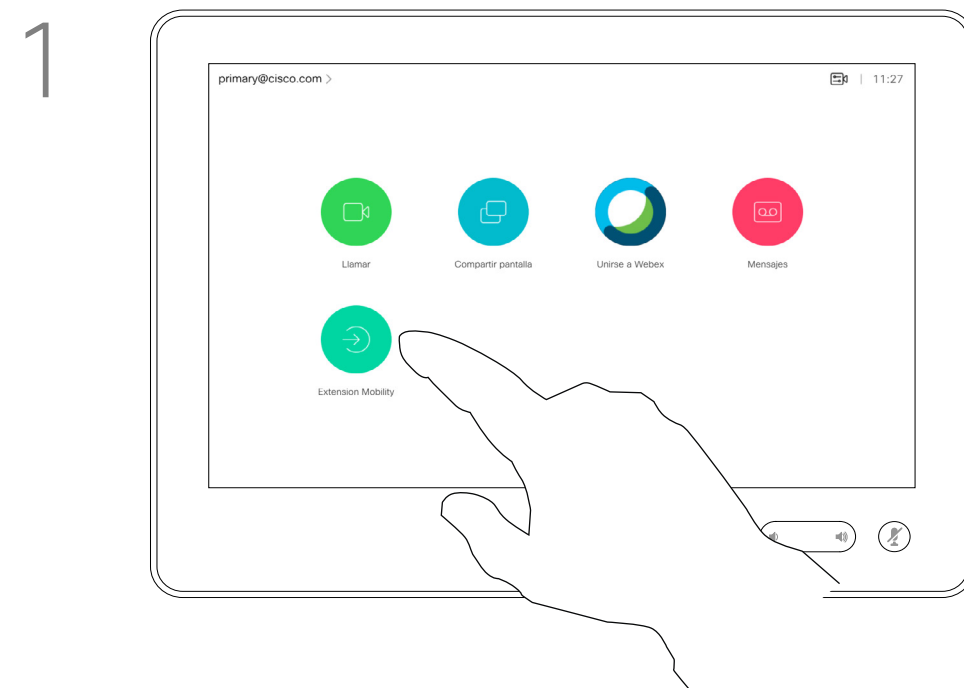 1
primary@cisco.com >
11:27
Llamar
Compartir pantalla
Unirse a Webex
Mensajes
Extension Mobility